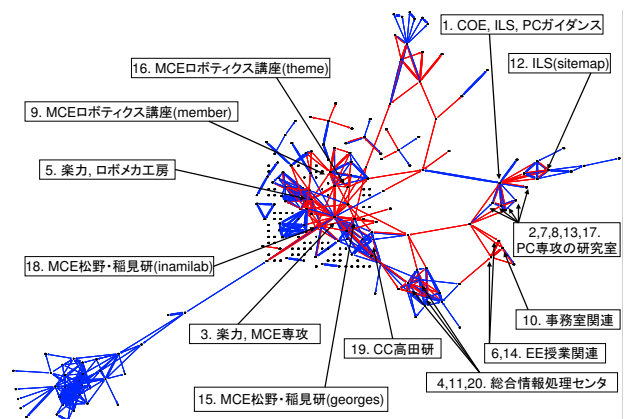 1. COE, ILS, PCガイダンス
16. MCEロボティクス講座(theme)
12. ILS(sitemap)
9. MCEロボティクス講座(member)
5. 楽力, ロボメカ工房
2,7,8,13,17.
PC専攻の研究室
18. MCE松野・稲見研(inamilab)
10. 事務室関連
3. 楽力, MCE専攻
19. CC高田研
6,14. EE授業関連
4,11,20. 総合情報処理センタ
15. MCE松野・稲見研(georges)